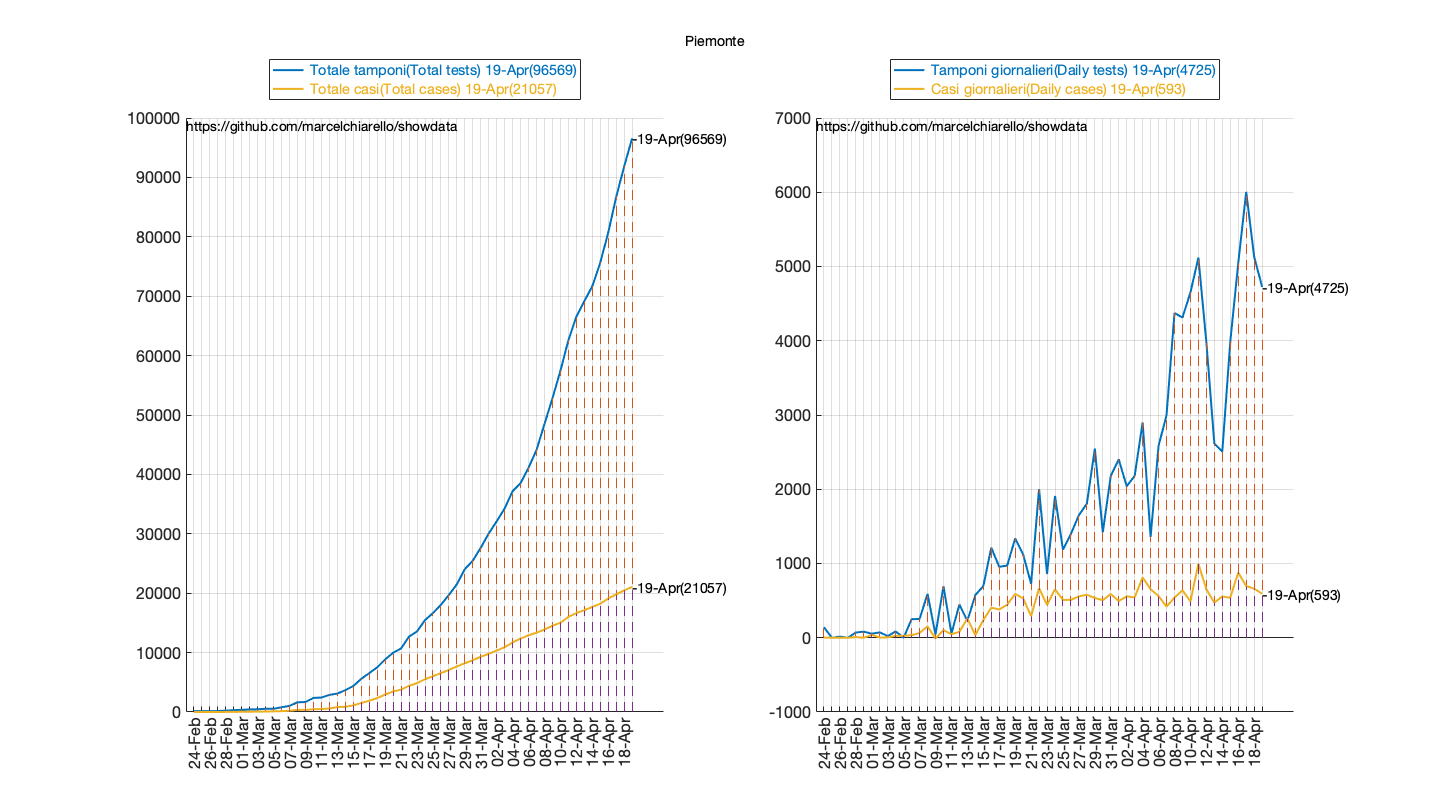 Piemonte
Totale tamponi(Total tests) 19-Apr(96569)
Totale casi(Total cases) 19-Apr(21057)
https://github.com/marcelchiarello/showdata
100000
90000
80000
70000
60000
50000
40000
30000
20000
10000
0
19-Apr(96569)
19-Apr(21057)
24-Feb
26-Feb
28-Feb
01-Mar
03-Mar
05-Mar
07-Mar
09-Mar
11-Mar
13-Mar
15-Mar
17-Mar
19-Mar
21-Mar
23-Mar
25-Mar
27-Mar
29-Mar
31-Mar
02-Apr
04-Apr
06-Apr
08-Apr
10-Apr
12-Apr
14-Apr
16-Apr
18-Apr
Tamponi giornalieri(Daily tests) 19-Apr(4725)
Casi giornalieri(Daily cases) 19-Apr(593)
https://github.com/marcelchiarello/showdata
7000
6000
5000
4000
3000
2000
1000
0
-1000
19-Apr(4725)
19-Apr(593)
24-Feb
26-Feb
28-Feb
01-Mar
03-Mar
05-Mar
07-Mar
09-Mar
11-Mar
13-Mar
15-Mar
17-Mar
19-Mar
21-Mar
23-Mar
25-Mar
27-Mar
29-Mar
31-Mar
02-Apr
04-Apr
06-Apr
08-Apr
10-Apr
12-Apr
14-Apr
16-Apr
18-Apr